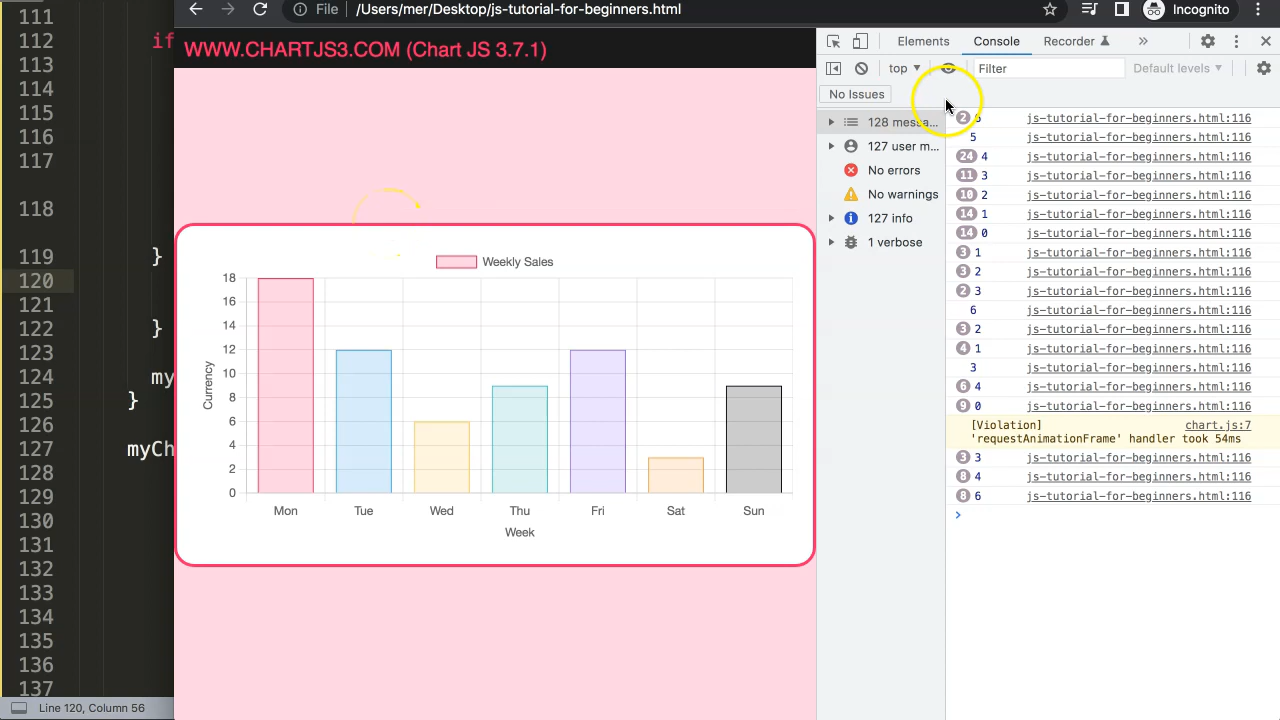 111
112 if
113
114
115
116
117
118
119 }
120
121
122 }
123
124 my
125 }
126
127 myCh
128
129
130
131
132
133
134
135
136
137
Line 120, Column 56
File /Users/mer/Desktop/js-tutorial-for-beginners.html
Incognito
WWW.CHARTJS3.COM (Chart JS 3.7.1)
Weekly Sales
18
16
14
12
10
8
6
4
2
0
Currency
Mon Tue Wed Thu Fri Sat Sun
Week
Elements Console Recorder
top Filter Default levels
No Issues
128 messa...
127 user m...
No errors
No warnings
127 info
1 verbose
2 js-tutorial-for-beginners.html:116
5 js-tutorial-for-beginners.html:116
24 4 js-tutorial-for-beginners.html:116
11 3 js-tutorial-for-beginners.html:116
10 2 js-tutorial-for-beginners.html:116
14 1 js-tutorial-for-beginners.html:116
14 0 js-tutorial-for-beginners.html:116
3 1 js-tutorial-for-beginners.html:116
3 2 js-tutorial-for-beginners.html:116
2 3 js-tutorial-for-beginners.html:116
6 js-tutorial-for-beginners.html:116
3 2 js-tutorial-for-beginners.html:116
4 1 js-tutorial-for-beginners.html:116
3 js-tutorial-for-beginners.html:116
6 4 js-tutorial-for-beginners.html:116
9 0 js-tutorial-for-beginners.html:116
[Violation] chart.js:7
'requestAnimationFrame' handler took 54ms
3 3 js-tutorial-for-beginners.html:116
8 4 js-tutorial-for-beginners.html:116
8 6 js-tutorial-for-beginners.html:116